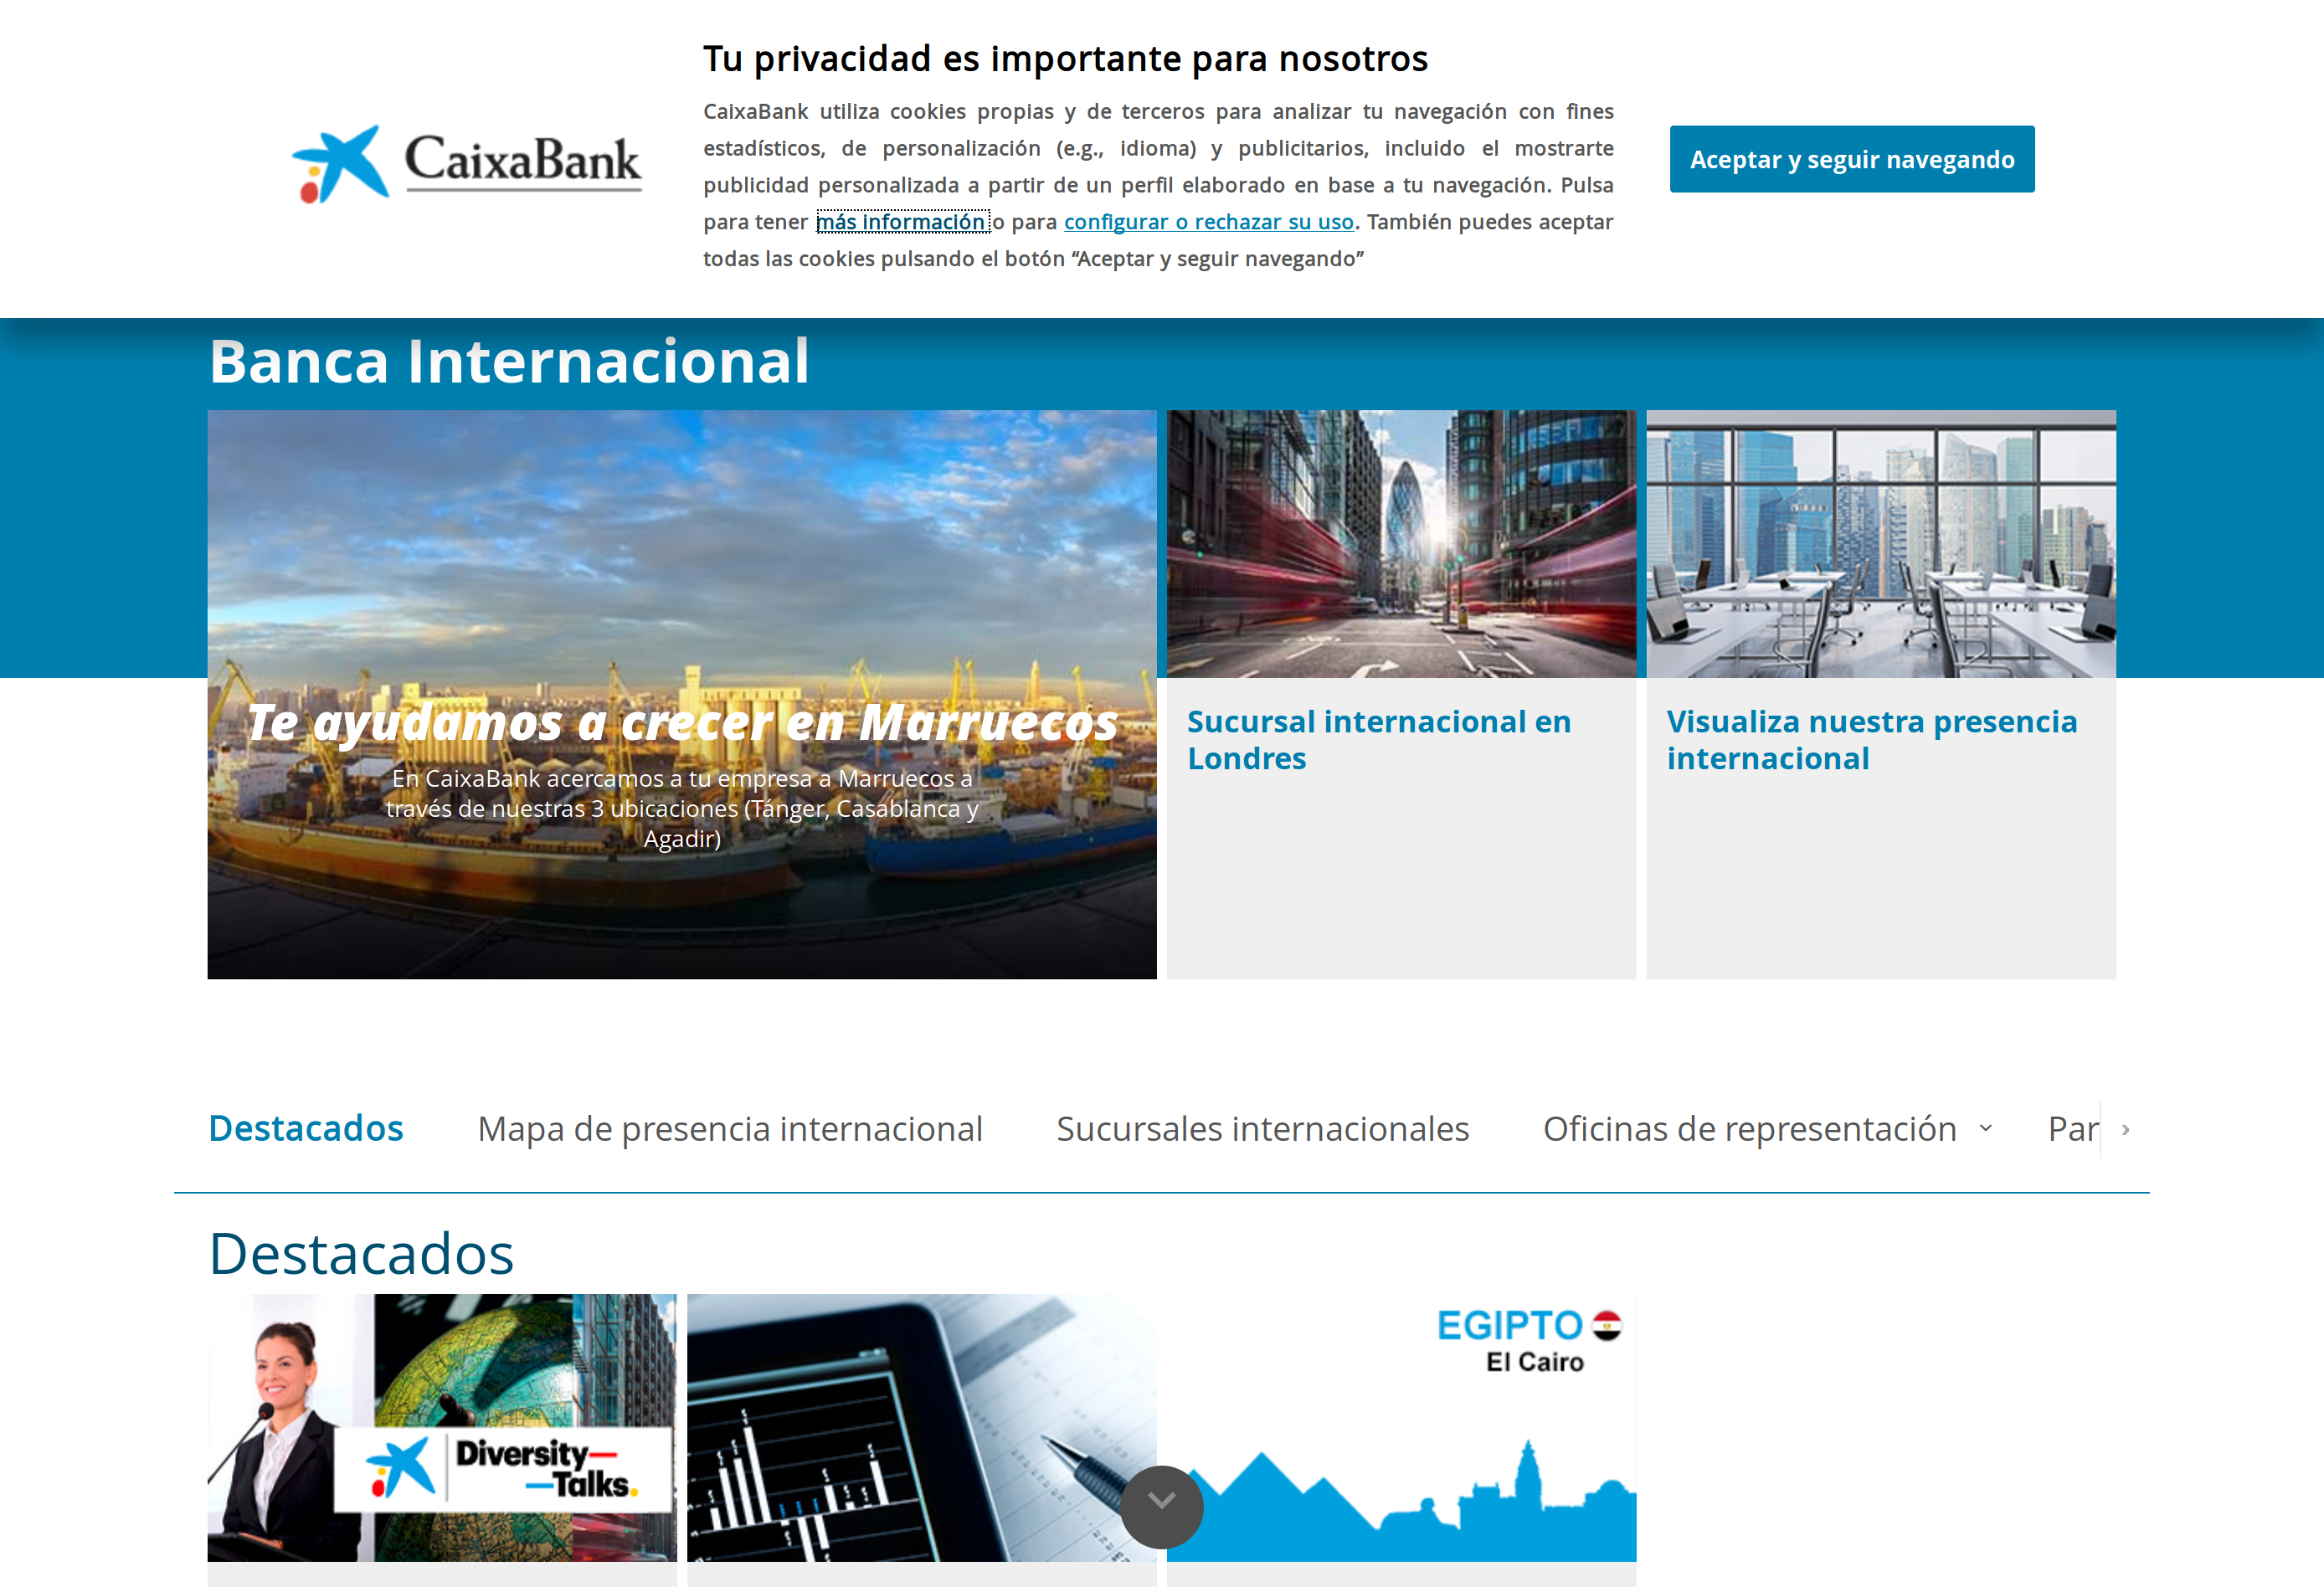 Tu privacidad es importante para nosotros
CaixaBank utiliza cookies propias y de terceros para analizar tu navegación con fines
estadísticos, de personalización (e.g., idioma) y publicitarios, incluido el mostrarte
publicidad personalizada a partir de un perfil elaborado en base a tu navegación. Pulsa
para tener más información o para configurar o rechazar su uso. También puedes aceptar
todas las cookies pulsando el botón “Aceptar y seguir navegando”
CaixaBank
Aceptar y seguir navegando
Banca Internacional
Te ayudamos a crecer en Marruecos
En CaixaBank acercamos a tu empresa a Marruecos a
través de nuestras 3 ubicaciones (Tánger, Casablanca y
Agadir)
Sucursal internacional en
Londres
Visualiza nuestra presencia
internacional
Destacados
Mapa de presencia internacional
Sucursales internacionales
Oficinas de representación
Par
Destacados
Diversity—
—Talks.
EGIPTO
El Cairo